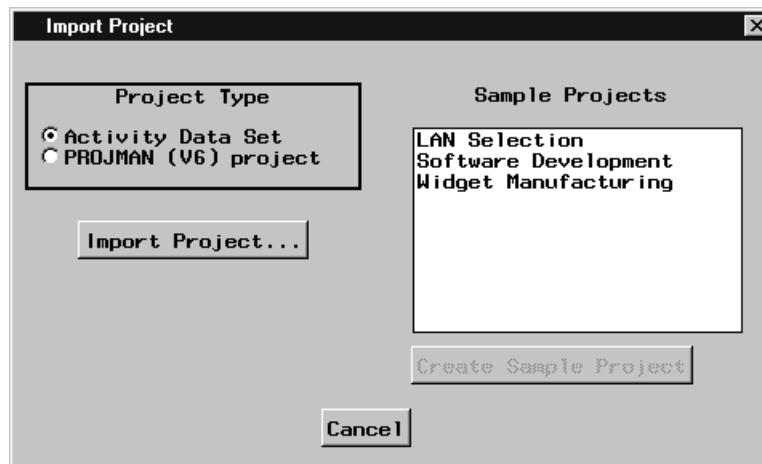 Import Project
Project Type
Activity Data Set
PROJMAN (V6) project
Import Project...
Sample Projects
LAN Selection
Software Development
Widget Manufacturing
Create Sample Project
Cancel